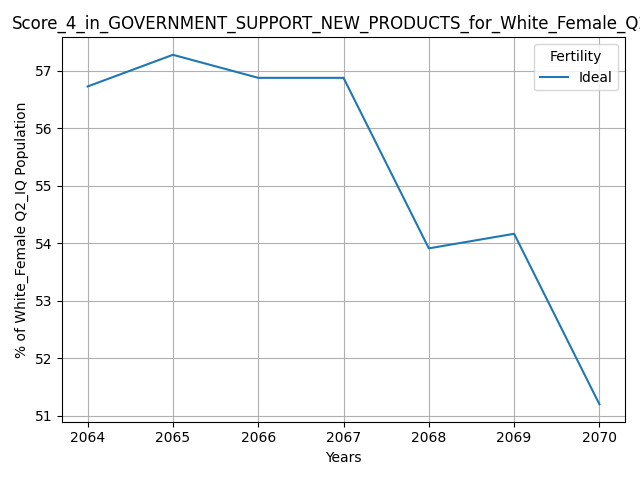 Score_4_in_GOVERNMENT_SUPPORT_NEW_PRODUCTS_for_White_Female_Q
Fertility
Ideal
% of White_Female Q2_IQ Population
57
56
55
54
53
52
51
2064 2065 2066 2067 2068 2069 2070
Years